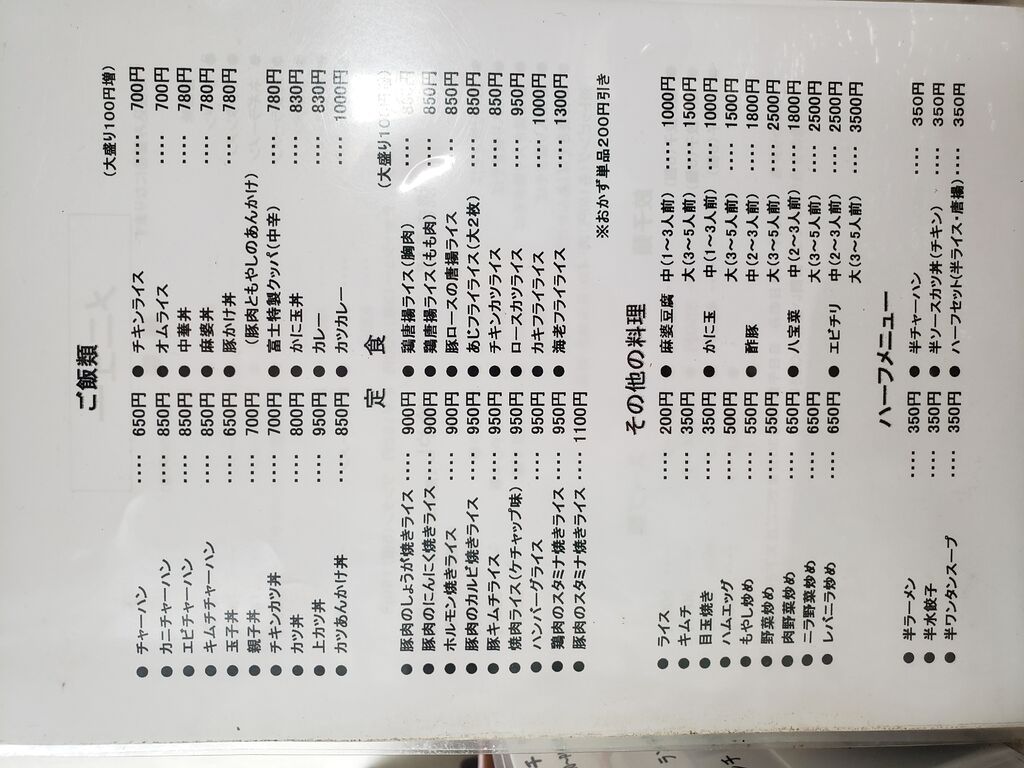 ご飯類
(大盛り100円増)
● チャーハン ‥‥ 650円 ● チキンライス ‥‥ 700円
● カニチャーハン ‥‥ 850円 ● オムライス ‥‥ 700円
● エビチャーハン ‥‥ 850円 ● 中華丼 ‥‥ 780円
● キムチチャーハン ‥‥ 850円 ● 麻婆丼 ‥‥ 780円
● 玉子丼 ‥‥ 650円 ● 豚かけ丼 ‥‥ 780円
● 親子丼 ‥‥ 700円 (豚肉ともやしのあんかけ)
● チキンカツ丼 ‥‥ 700円 ● 富士特製クッパ(中辛) ‥‥ 780円
● カツ丼 ‥‥ 800円 ● かに玉丼 ‥‥ 830円
● 上カツ丼 ‥‥ 950円 ● カレー ‥‥ 830円
● カツあんかけ丼 ‥‥ 850円 ● カツカレー ‥‥ 1000円
定 食
(大盛り100円増)
● 豚肉のしょうが焼きライス ‥‥ 900円 ● 鶏唐揚ライス(胸肉) ‥‥
● 豚肉のにんにく焼きライス ‥‥ 900円 ● 鶏唐揚ライス(もも肉) ‥‥ 850円
● ホルモン焼きライス ‥‥ 900円 ● 豚ロースの唐揚ライス ‥‥ 850円
● 豚肉のカルビ焼きライス ‥‥ 950円 ● あじフライライス(大2枚) ‥‥ 850円
● 豚キムチライス ‥‥ 950円 ● チキンカツライス ‥‥ 850円
● 焼肉ライス(ケチャップ味) ‥‥ 950円 ● ロースカツライス ‥‥ 950円
● ハンバーグライス ‥‥ 950円 ● カキフライライス ‥‥ 1000円
● 鶏肉のスタミナ焼きライス ‥‥ 950円 ● 海老フライライス ‥‥ 1300円
● 豚肉のスタミナ焼きライス ‥‥ 1100円
※おかず単品200円引き
その他の料理
● ライス ‥‥ 200円 ● 麻婆豆腐 中(1~3人前) ‥‥ 1000円
● キムチ ‥‥ 350円 大(3~5人前) ‥‥ 1500円
● 目玉焼き ‥‥ 350円 ● かに玉 中(1~3人前) ‥‥ 1000円
● ハムエッグ ‥‥ 500円 大(3~5人前) ‥‥ 1500円
● もやし炒め ‥‥ 550円 ● 酢豚 中(2~3人前) ‥‥ 1800円
● 野菜炒め ‥‥ 550円 大(3~5人前) ‥‥ 2500円
● 肉野菜炒め ‥‥ 650円 ● 八宝菜 中(2~3人前) ‥‥ 1800円
● ニラ野菜炒め ‥‥ 650円 大(3~5人前) ‥‥ 2500円
● レバニラ炒め ‥‥ 650円 ● エビチリ 中(2~3人前) ‥‥ 2500円
大(3~5人前) ‥‥ 3500円
ハーフメニュー
● 半ラーメン ‥‥ 350円 ● 半チャーハン ‥‥ 350円
● 半水餃子 ‥‥ 350円 ● 半ソースカツ丼(チキン) ‥‥ 350円
● 半ワンタンスープ ‥‥ 350円 ● ハーフセット(半ライス・唐揚) ‥‥ 350円